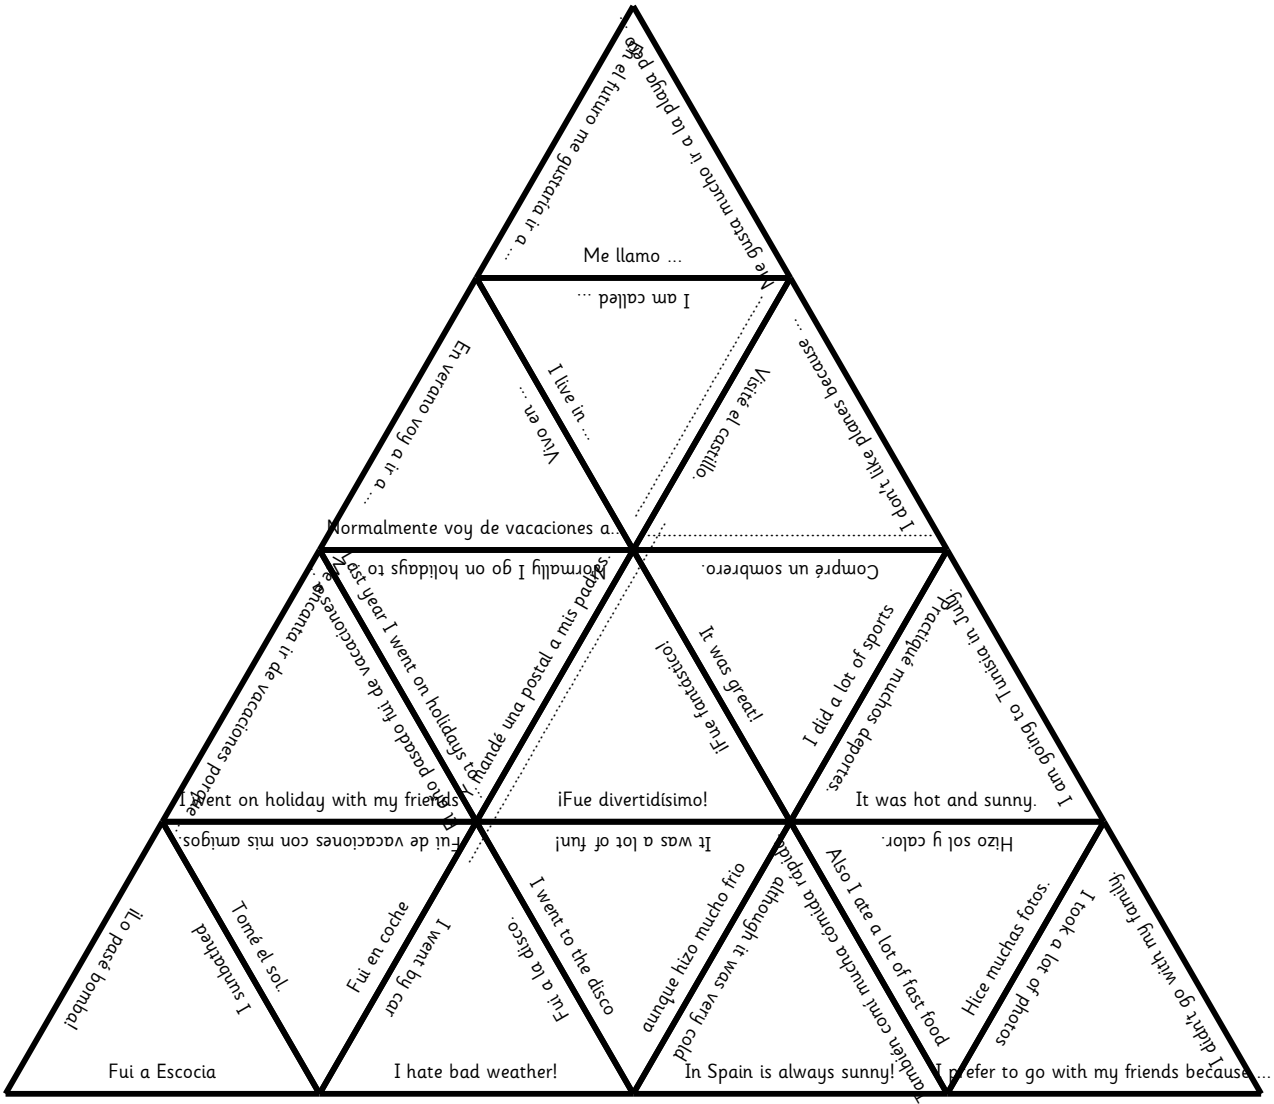 En el futuro me gustaría ir a ...
Me gusta mucho ir a la playa pero ...
Me llamo ...
I am called ...
En verano voy a ir a ...
I live in ...
Vivo en ...
Visité el castillo.
I don't like planes because ...
Normalmente voy de vacaciones a...
Normally I go on holidays to ...
Compré un sombrero.
Me encanta ir de vacaciones porque ...
El año pasado fui de vacaciones a ...
Last year I went on holidays to ...
Y mandé una postal a mis padres.
¡Fue fantástico!
It was great!
I did a lot of sports
Practiqué muchos deportes.
I am going to Tunisia in July.
I went on holiday with my friends
¡Fue divertidísimo!
It was hot and sunny.
Fui de vacaciones con mis amigos.
It was a lot of fun!
Hizo sol y calor.
¡Lo pasé bomba!
I sunbathed
Tomé el sol.
Fui en coche
I went by car
Fui a la disco.
I went to the disco
aunque hizo mucho frio
although it was very cold
También comí mucha comida rápida
Also I ate a lot of fast food
Hice muchas fotos.
I took a lot of photos
I didn't go with my family.
Fui a Escocia
I hate bad weather!
In Spain is always sunny!
I prefer to go with my friends because ...